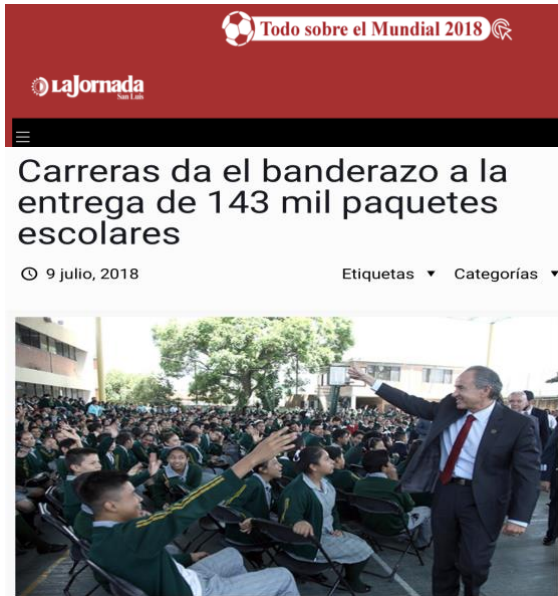 Todo sobre el Mundial 2018
LaJornada
San Luis
Carreras da el banderazo a la
entrega de 143 mil paquetes
escolares
9 julio, 2018
Etiquetas ▼ Categorías ▼